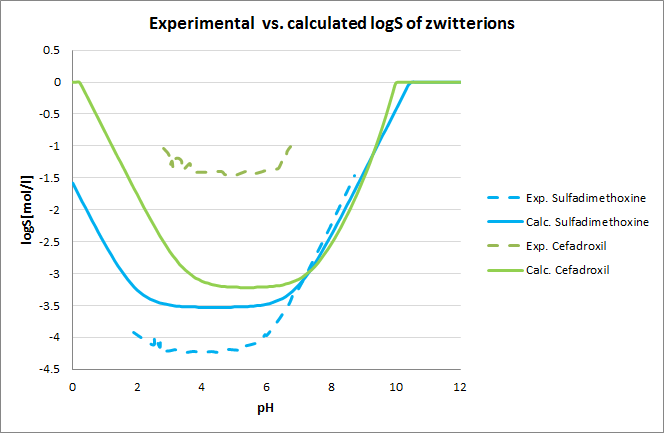 Experimental vs. calculated logS of zwitterions
0.5
0
-0.5
-1
-1.5
-2
-2.5
-3
-3.5
-4
-4.5
logS[mol/l]
0 2 4 6 8 10 12
pH
Exp. Sulfadimethoxine
Calc. Sulfadimethoxine
Exp. Cefadroxil
Calc. Cefadroxil